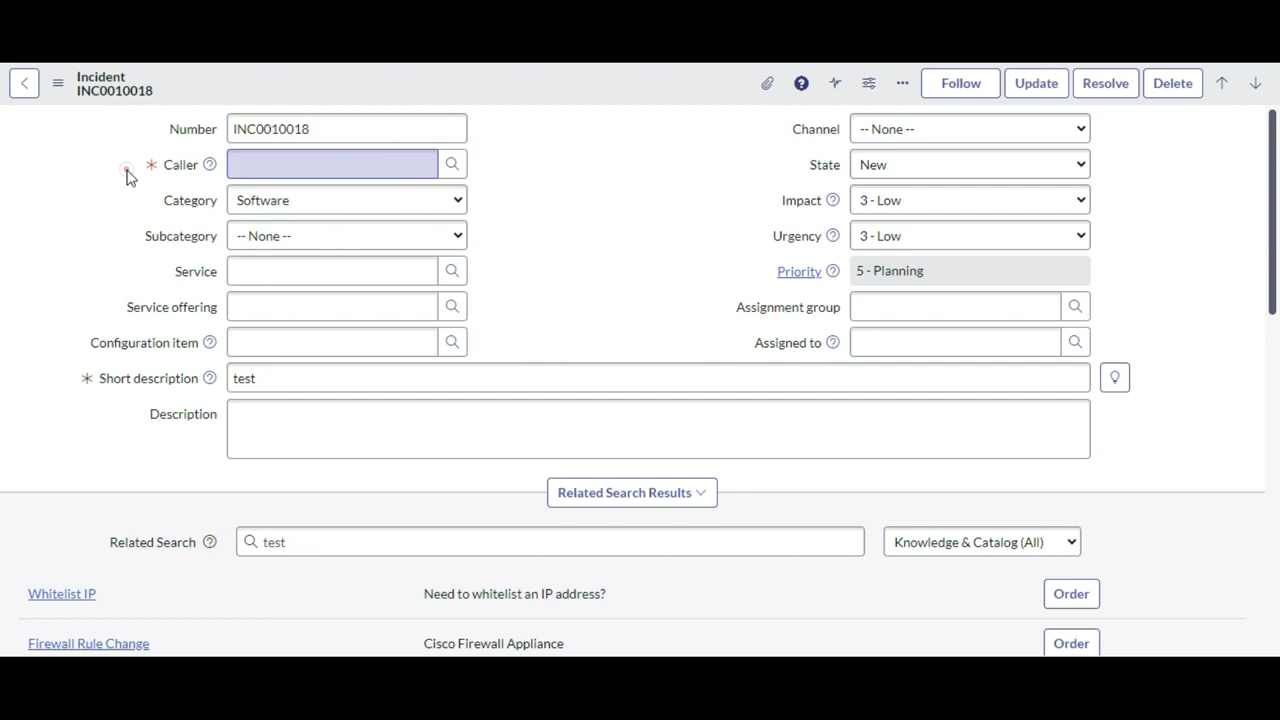 Incident
INC0010018
Follow
Update
Resolve
Delete
Number INC0010018
Channel -- None --
* Caller
State New
Category Software
Impact 3 - Low
Subcategory -- None --
Urgency 3 - Low
Service
Priority 5 - Planning
Service offering
Assignment group
Configuration item
Assigned to
* Short description test
Description
Related Search Results
Related Search test Knowledge & Catalog (All)
Whitelist IP Need to whitelist an IP address? Order
Firewall Rule Change Cisco Firewall Appliance Order